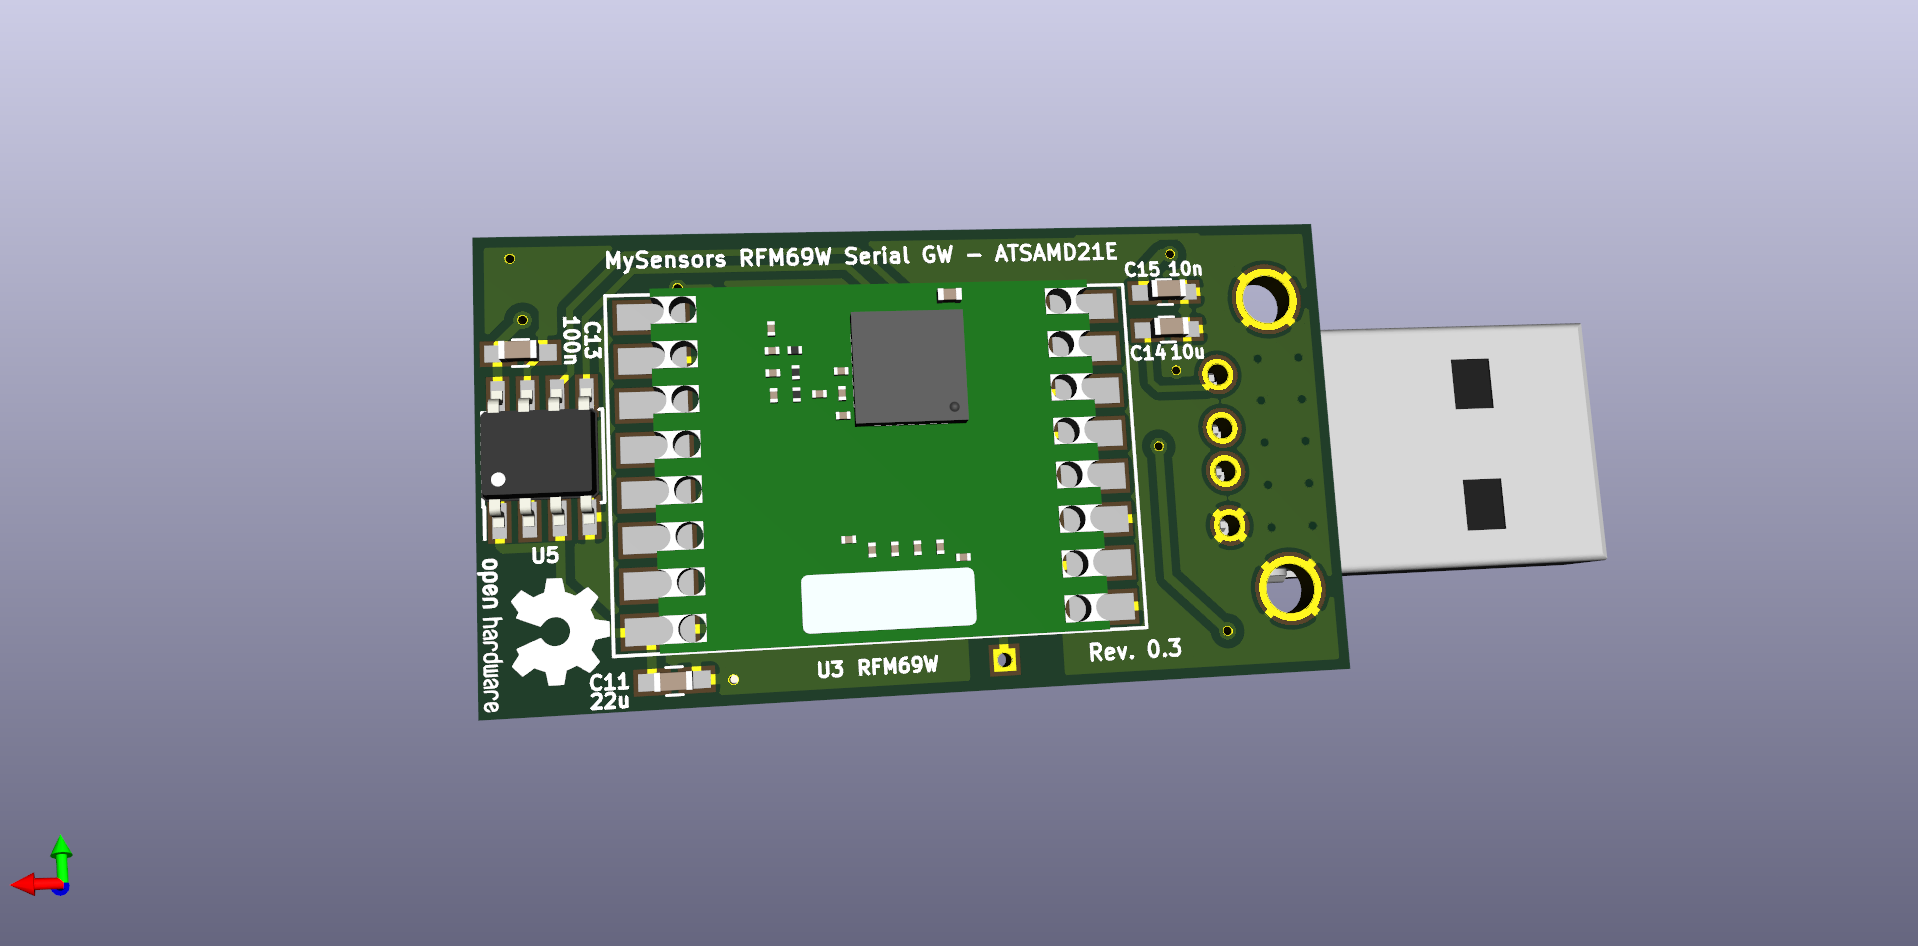 MySensors RFM69W Serial GW - ATSAMD21E
C15 10n
C14 10u
C13
100n
U5
open hardware
C11
22u
U3 RFM69W
Rev. 0.3